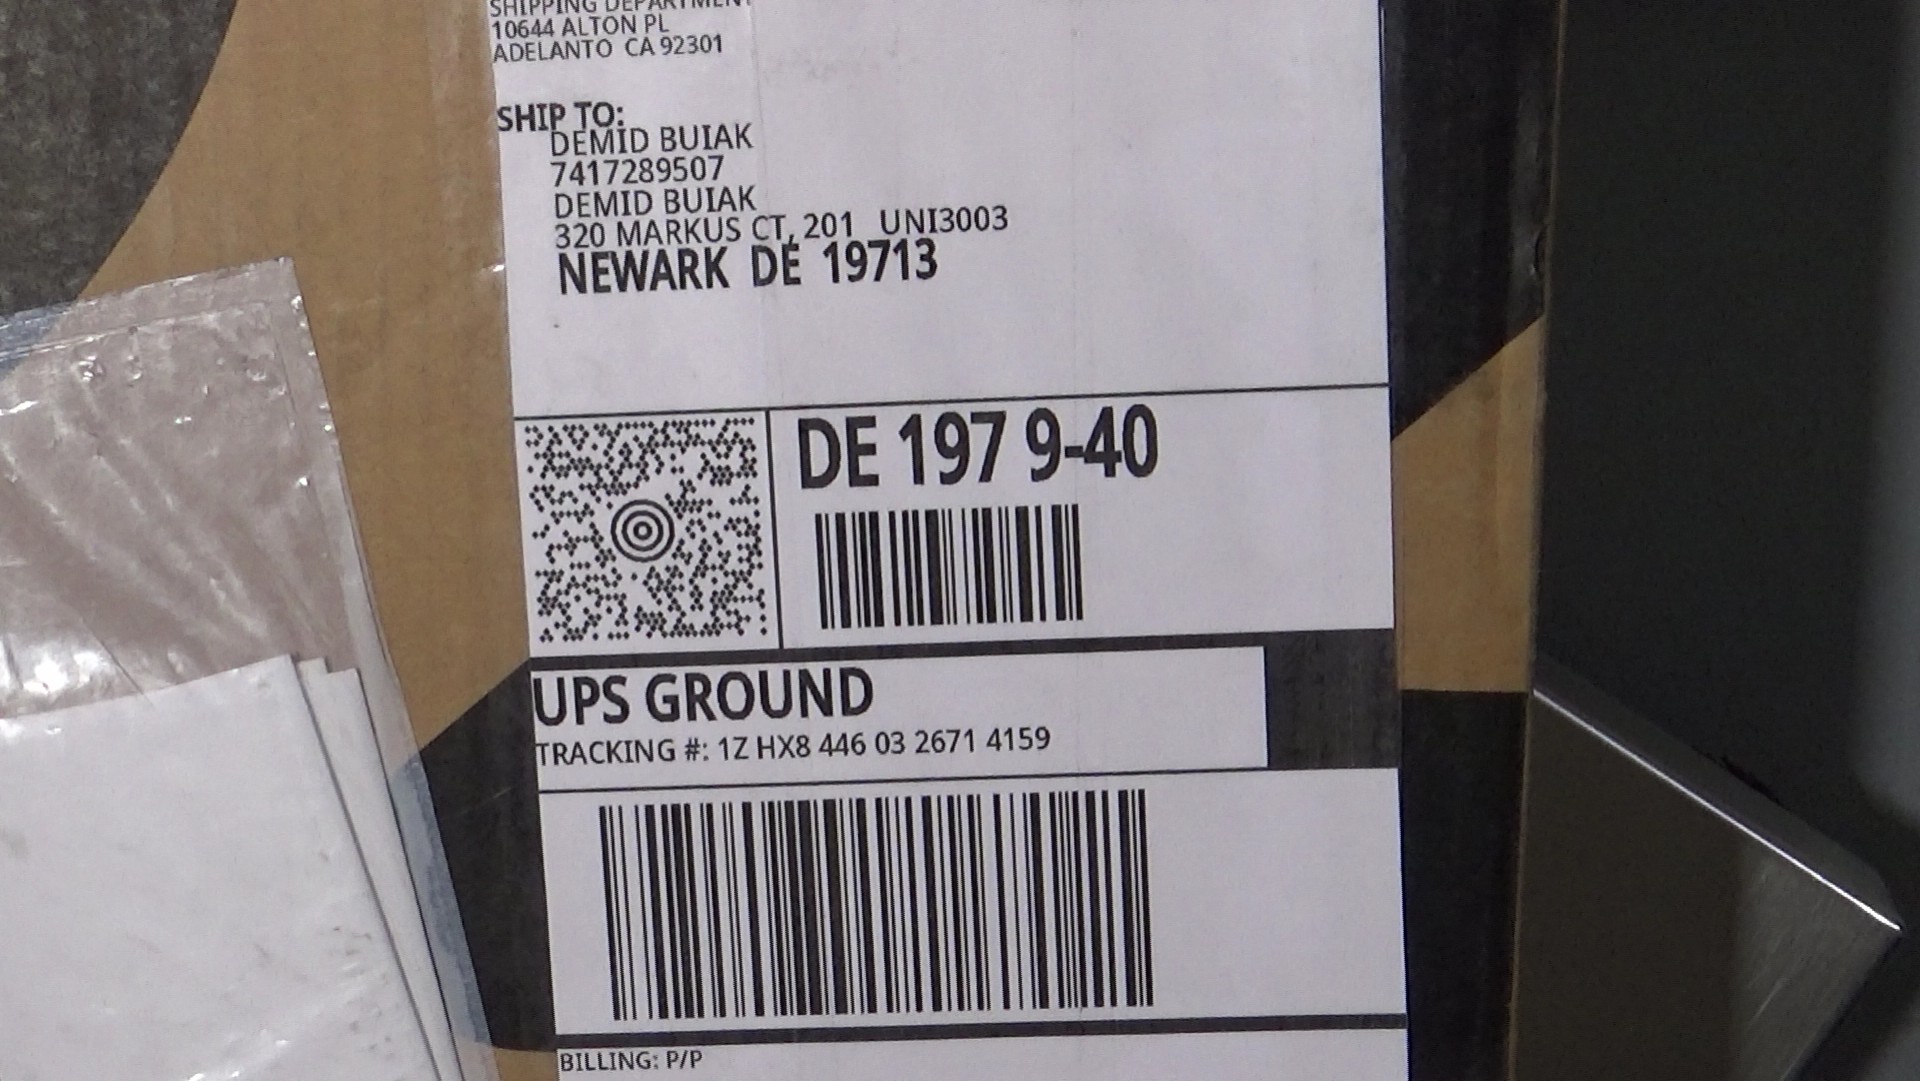 SHIPPING DEPARTMENT
10644 ALTON PL
ADELANTO CA 92301
SHIP TO:
DEMID BUIAK
7417289507
DEMID BUIAK
320 MARKUS CT, 201 UNI3003
NEWARK DE 19713
DE 197 9-40
UPS GROUND
TRACKING #: 1Z HX8 446 03 2671 4159
BILLING: P/P